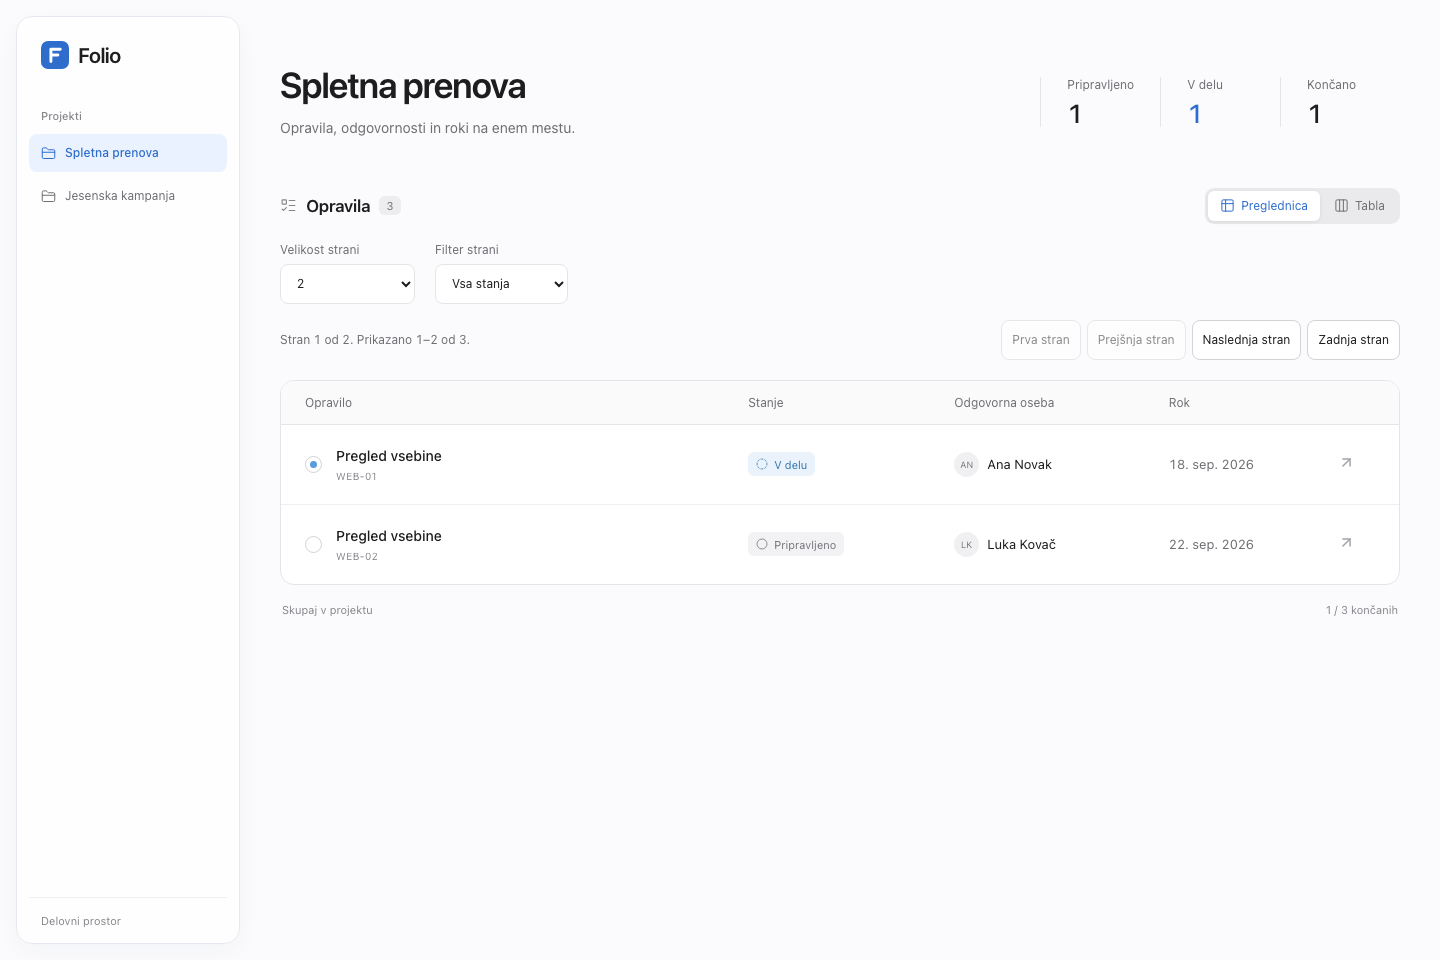 Folio
Projekti
Spletna prenova
Jesenska kampanja
Delovni prostor
Spletna prenova
Opravila, odgovornosti in roki na enem mestu.
Pripravljeno
1
V delu
1
Končano
1
Opravila 3
Preglednica
Tabla
Velikost strani
2
Filter strani
Vsa stanja
Stran 1 od 2. Prikazano 1–2 od 3.
Prva stran
Prejšnja stran
Naslednja stran
Zadnja stran
Opravilo Stanje Odgovorna oseba Rok
Pregled vsebine
WEB-01
V delu
AN Ana Novak
18. sep. 2026
Pregled vsebine
WEB-02
Pripravljeno
LK Luka Kovač
22. sep. 2026
Skupaj v projektu
1 / 3 končanih